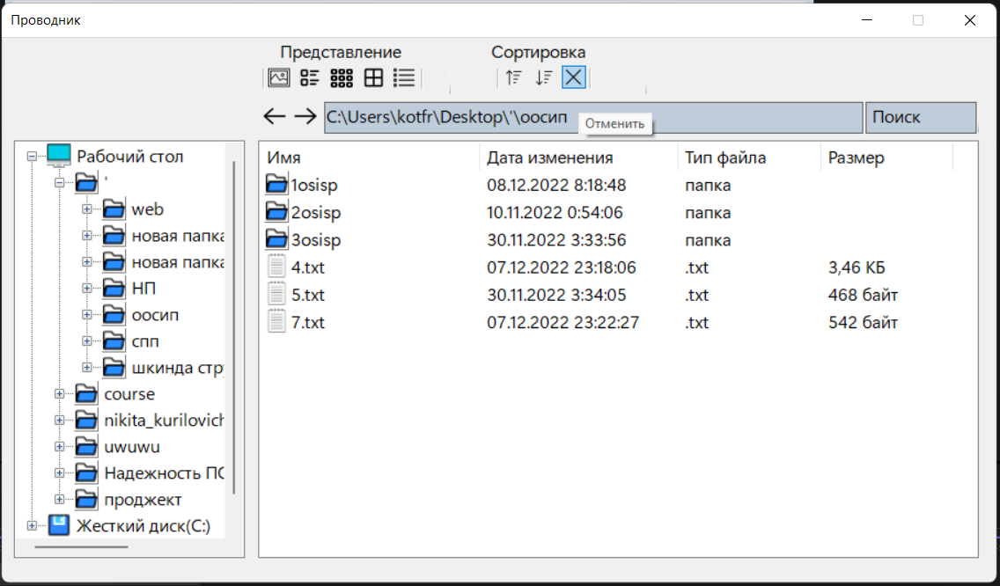 Проводник
Представление
Сортировка
C:\Users\kotfr\Desktop\'\оосип
Отменить
Поиск
Рабочий стол
'
web
новая папка
новая папка
НП
оосип
спп
шкинда стру
course
nikita_kurilovich
uwuwu
Надежность ПО
проджект
Жесткий диск(C:)
Имя Дата изменения Тип файла Размер
1osisp 08.12.2022 8:18:48 папка
2osisp 10.11.2022 0:54:06 папка
3osisp 30.11.2022 3:33:56 папка
4.txt 07.12.2022 23:18:06 .txt 3,46 КБ
5.txt 30.11.2022 3:34:05 .txt 468 байт
7.txt 07.12.2022 23:22:27 .txt 542 байт